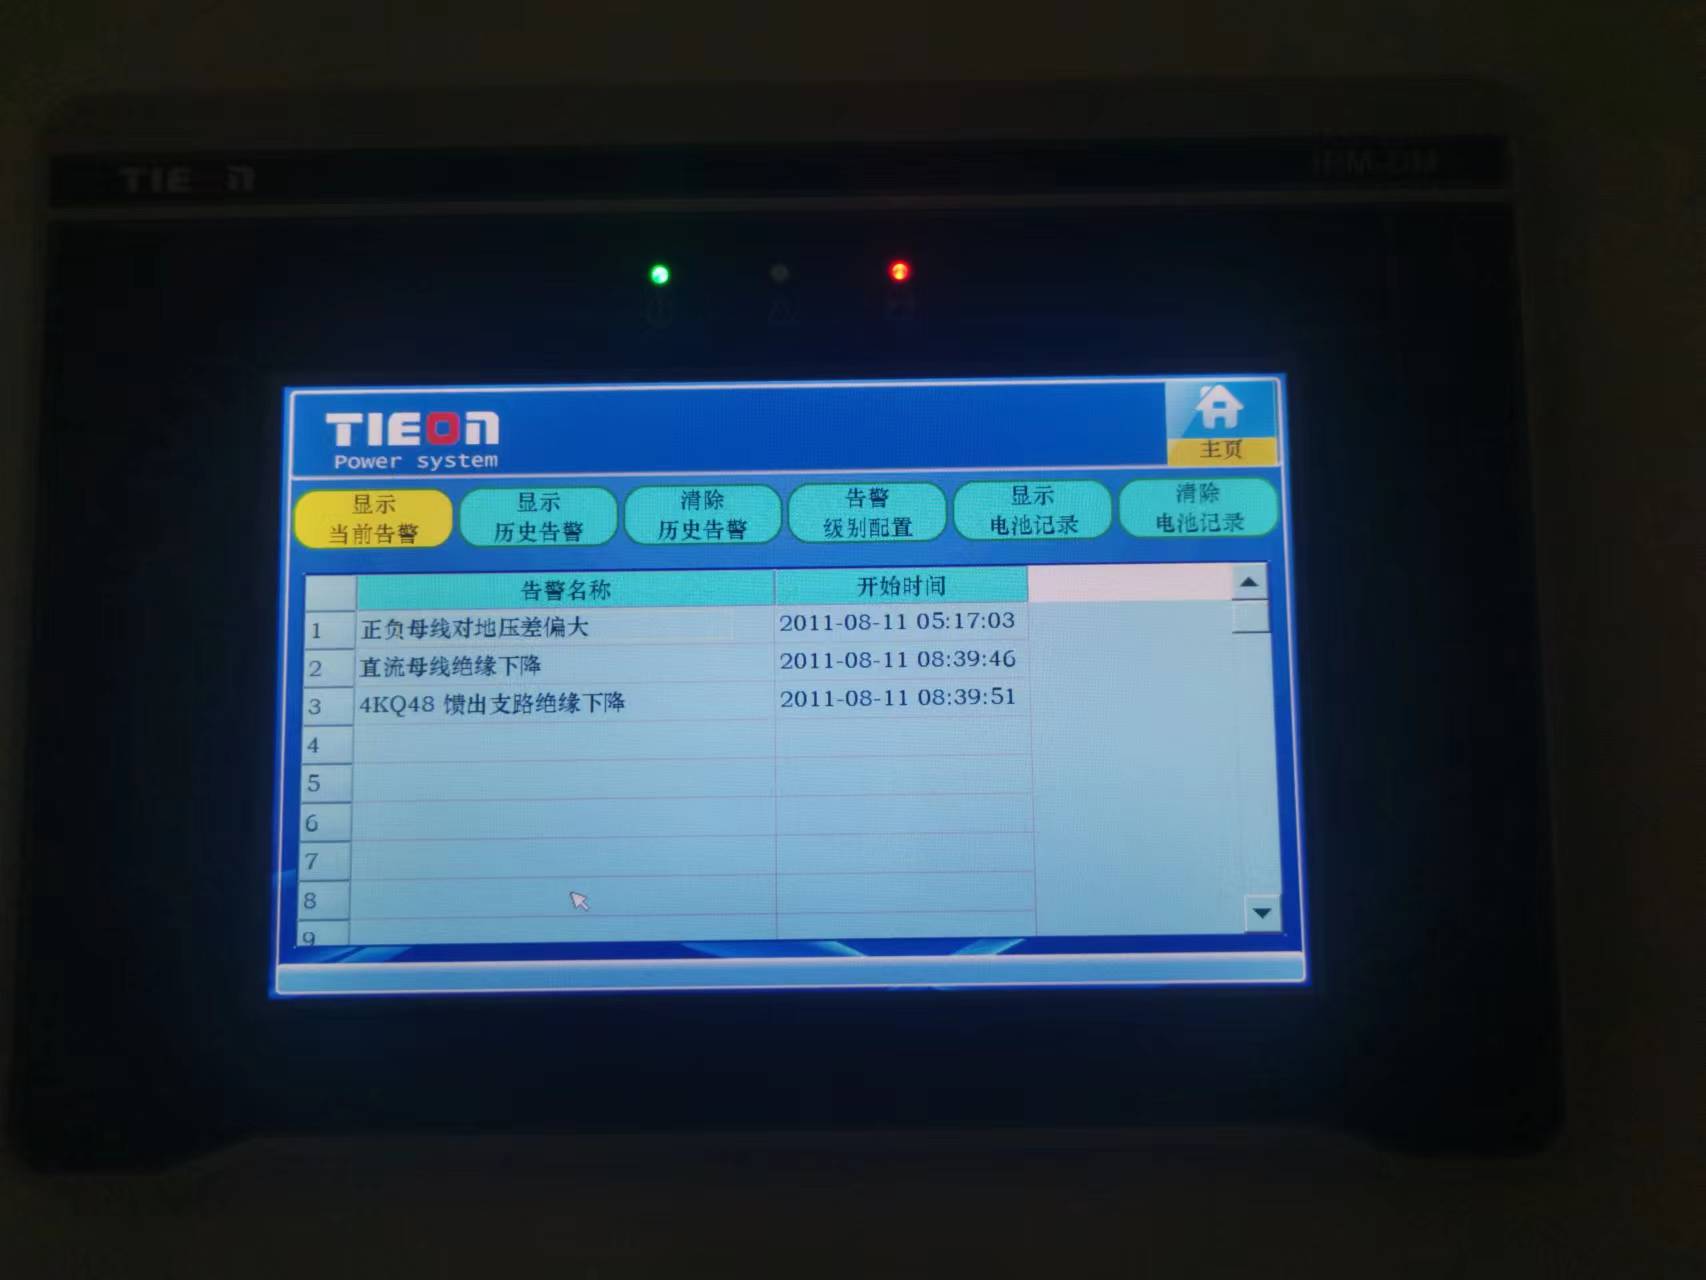 TIEON
TIEON
Power system
主页
显示
当前告警
显示
历史告警
清除
历史告警
告警
级别配置
显示
电池记录
清除
电池记录
告警名称 开始时间
1 正负母线对地压差偏大 2011-08-11 05:17:03
2 直流母线绝缘下降 2011-08-11 08:39:46
3 4KQ48 馈出支路绝缘下降 2011-08-11 08:39:51
4
5
6
7
8
9